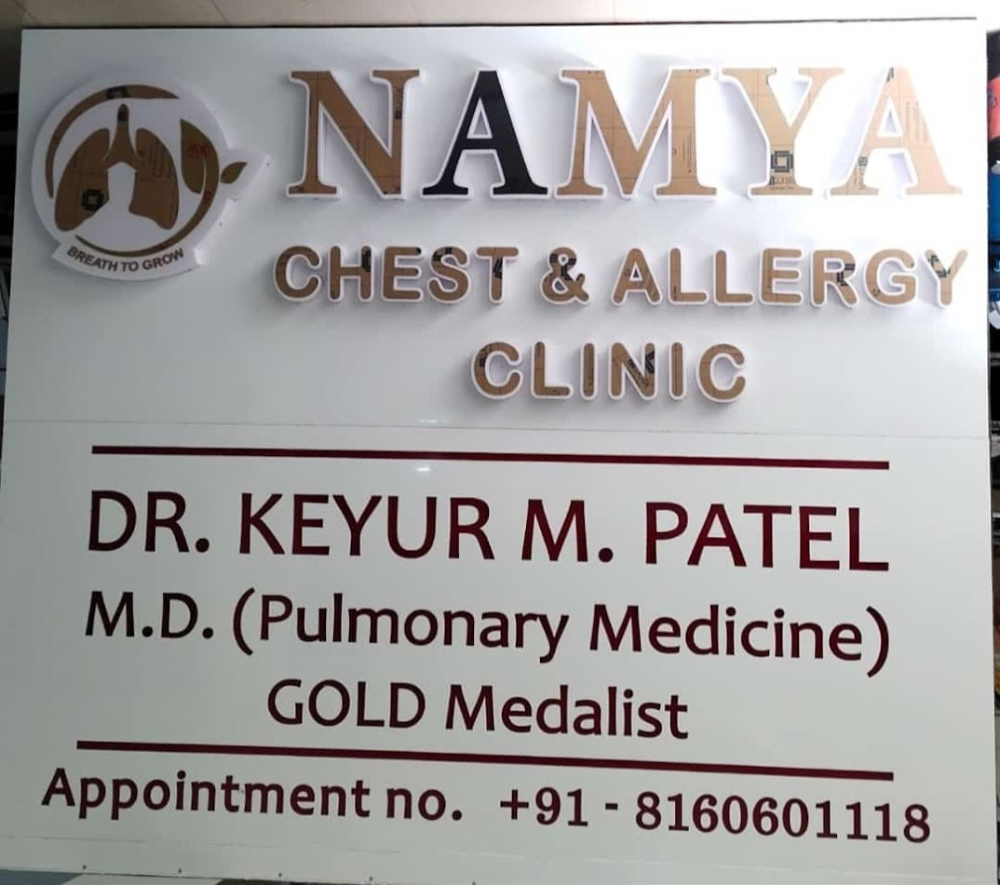 NAMYA
CHEST & ALLERGY
CLINIC
BREATH TO GROW
DR. KEYUR M. PATEL
M.D. (Pulmonary Medicine)
GOLD Medalist
Appointment no. +91 - 8160601118